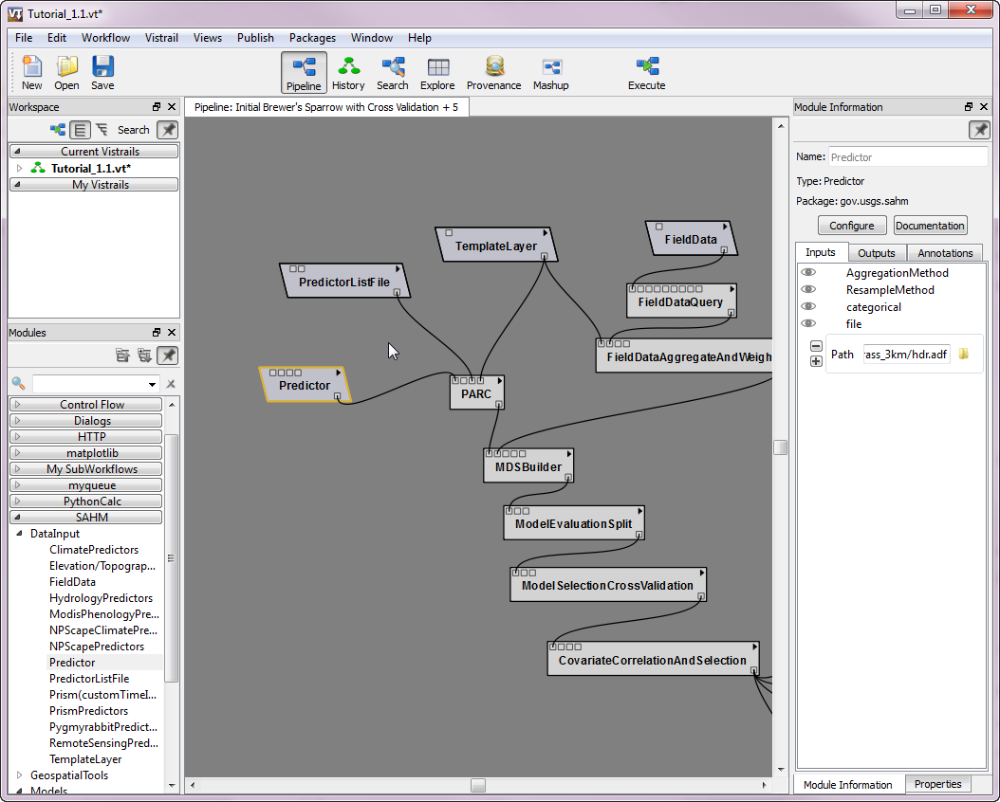 Tutorial_1.1.vt*
File Edit Workflow Vistrail Views Publish Packages Window Help
New Open Save Pipeline History Search Explore Provenance Mashup Execute
Workspace
Search
Current Vistrails
Tutorial_1.1.vt*
My Vistrails
Modules
Control Flow
Dialogs
HTTP
matplotlib
My SubWorkflows
myqueue
PythonCalc
SAHM
DataInput
ClimatePredictors
Elevation/Topograp...
FieldData
HydrologyPredictors
ModisPhenologyPre...
NPScapeClimatePre...
NPScapePredictors
Predictor
PredictorListFile
Prism(customTimeI...
PrismPredictors
PygmyrabbitPredict...
RemoteSensingPred...
TemplateLayer
GeospatialTools
Models
Pipeline: Initial Brewer's Sparrow with Cross Validation + 5
FieldData
TemplateLayer
PredictorListFile
FieldDataQuery
FieldDataAggregateAndWeigh
Predictor
PARC
MDSBuilder
ModelEvaluationSplit
ModelSelectionCrossValidation
CovariateCorrelationAndSelection
Module Information
Name: Predictor
Type: Predictor
Package: gov.usgs.sahm
Configure Documentation
Inputs Outputs Annotations
AggregationMethod
ResampleMethod
categorical
file
Path rass_3km/hdr.adf
Module Information Properties